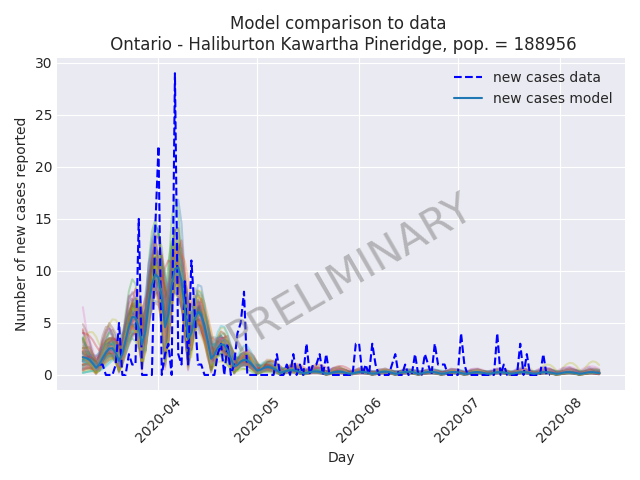 Model comparison to data
Ontario - Haliburton Kawartha Pineridge, pop. = 188956
new cases data
new cases model
Number of new cases reported
30
25
20
15
10
5
0
PRELIMINARY
2020-04
2020-05
2020-06
2020-07
2020-08
Day